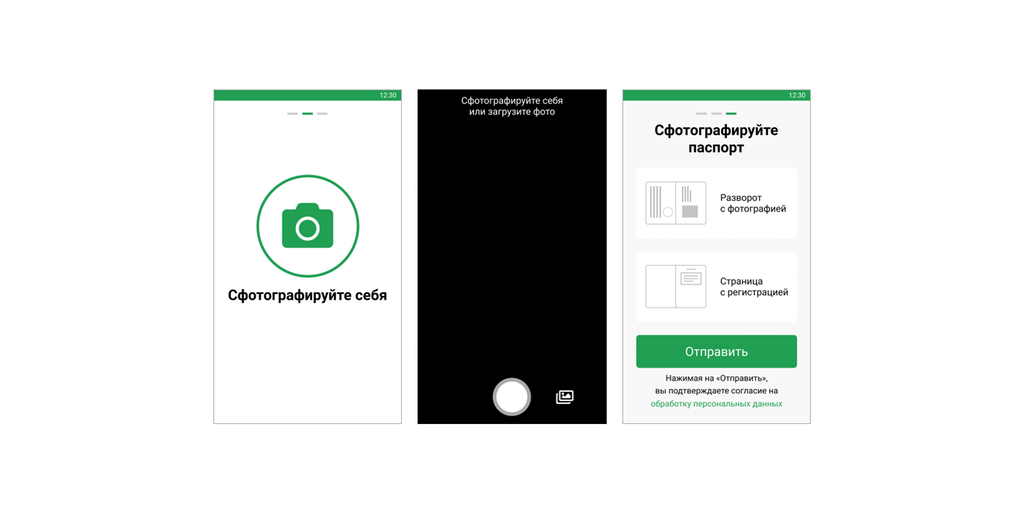 12:30
Сфотографируйте себя
Сфотографируйте себя
или загрузите фото
12:30
Сфотографируйте
паспорт
Разворот
с фотографией
Страница
с регистрацией
Отправить
Нажимая на «Отправить»,
вы подтверждаете согласие на
обработку персональных данных